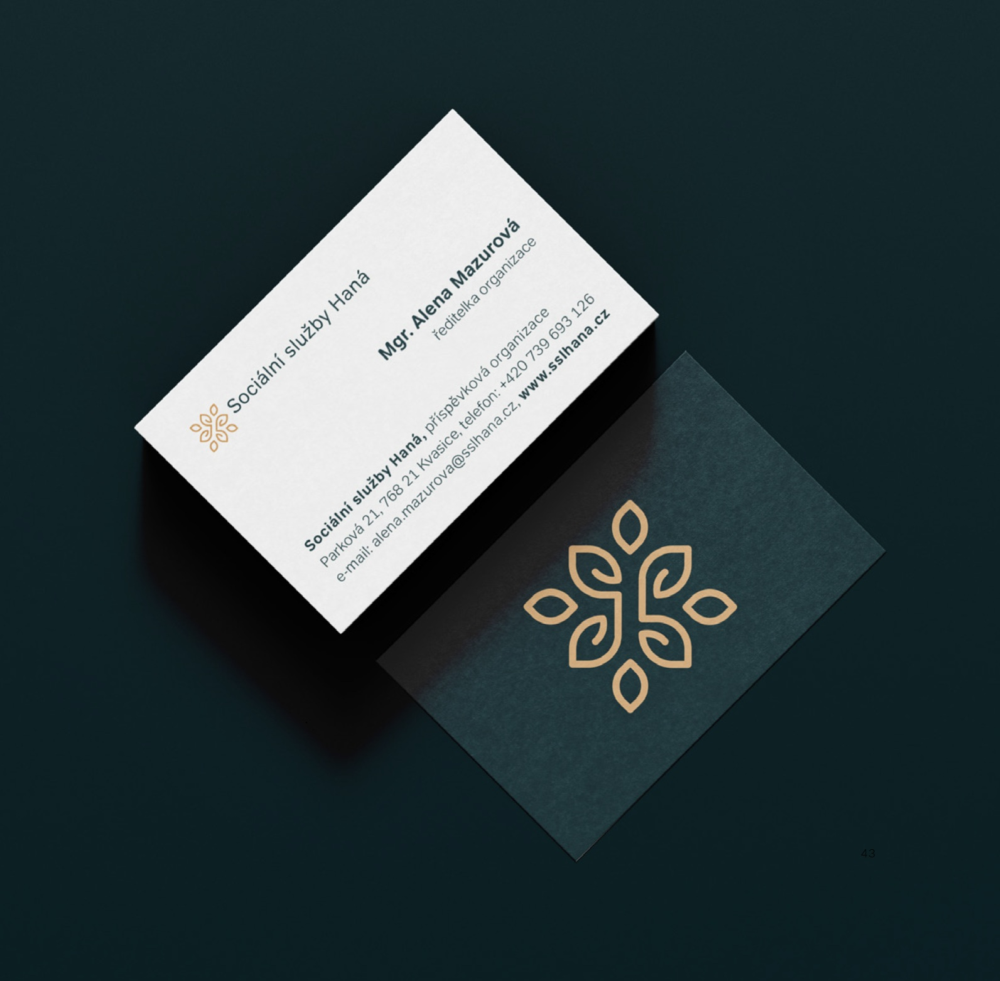 Sociální služby Haná
Mgr. Alena Mazurová
ředitelka organizace
Sociální služby Haná, příspěvková organizace
Parková 21, 768 21 Kvasice, telefon: +420 739 693 126
e-mail: alena.mazurova@sslhana.cz, www.sslhana.cz
43